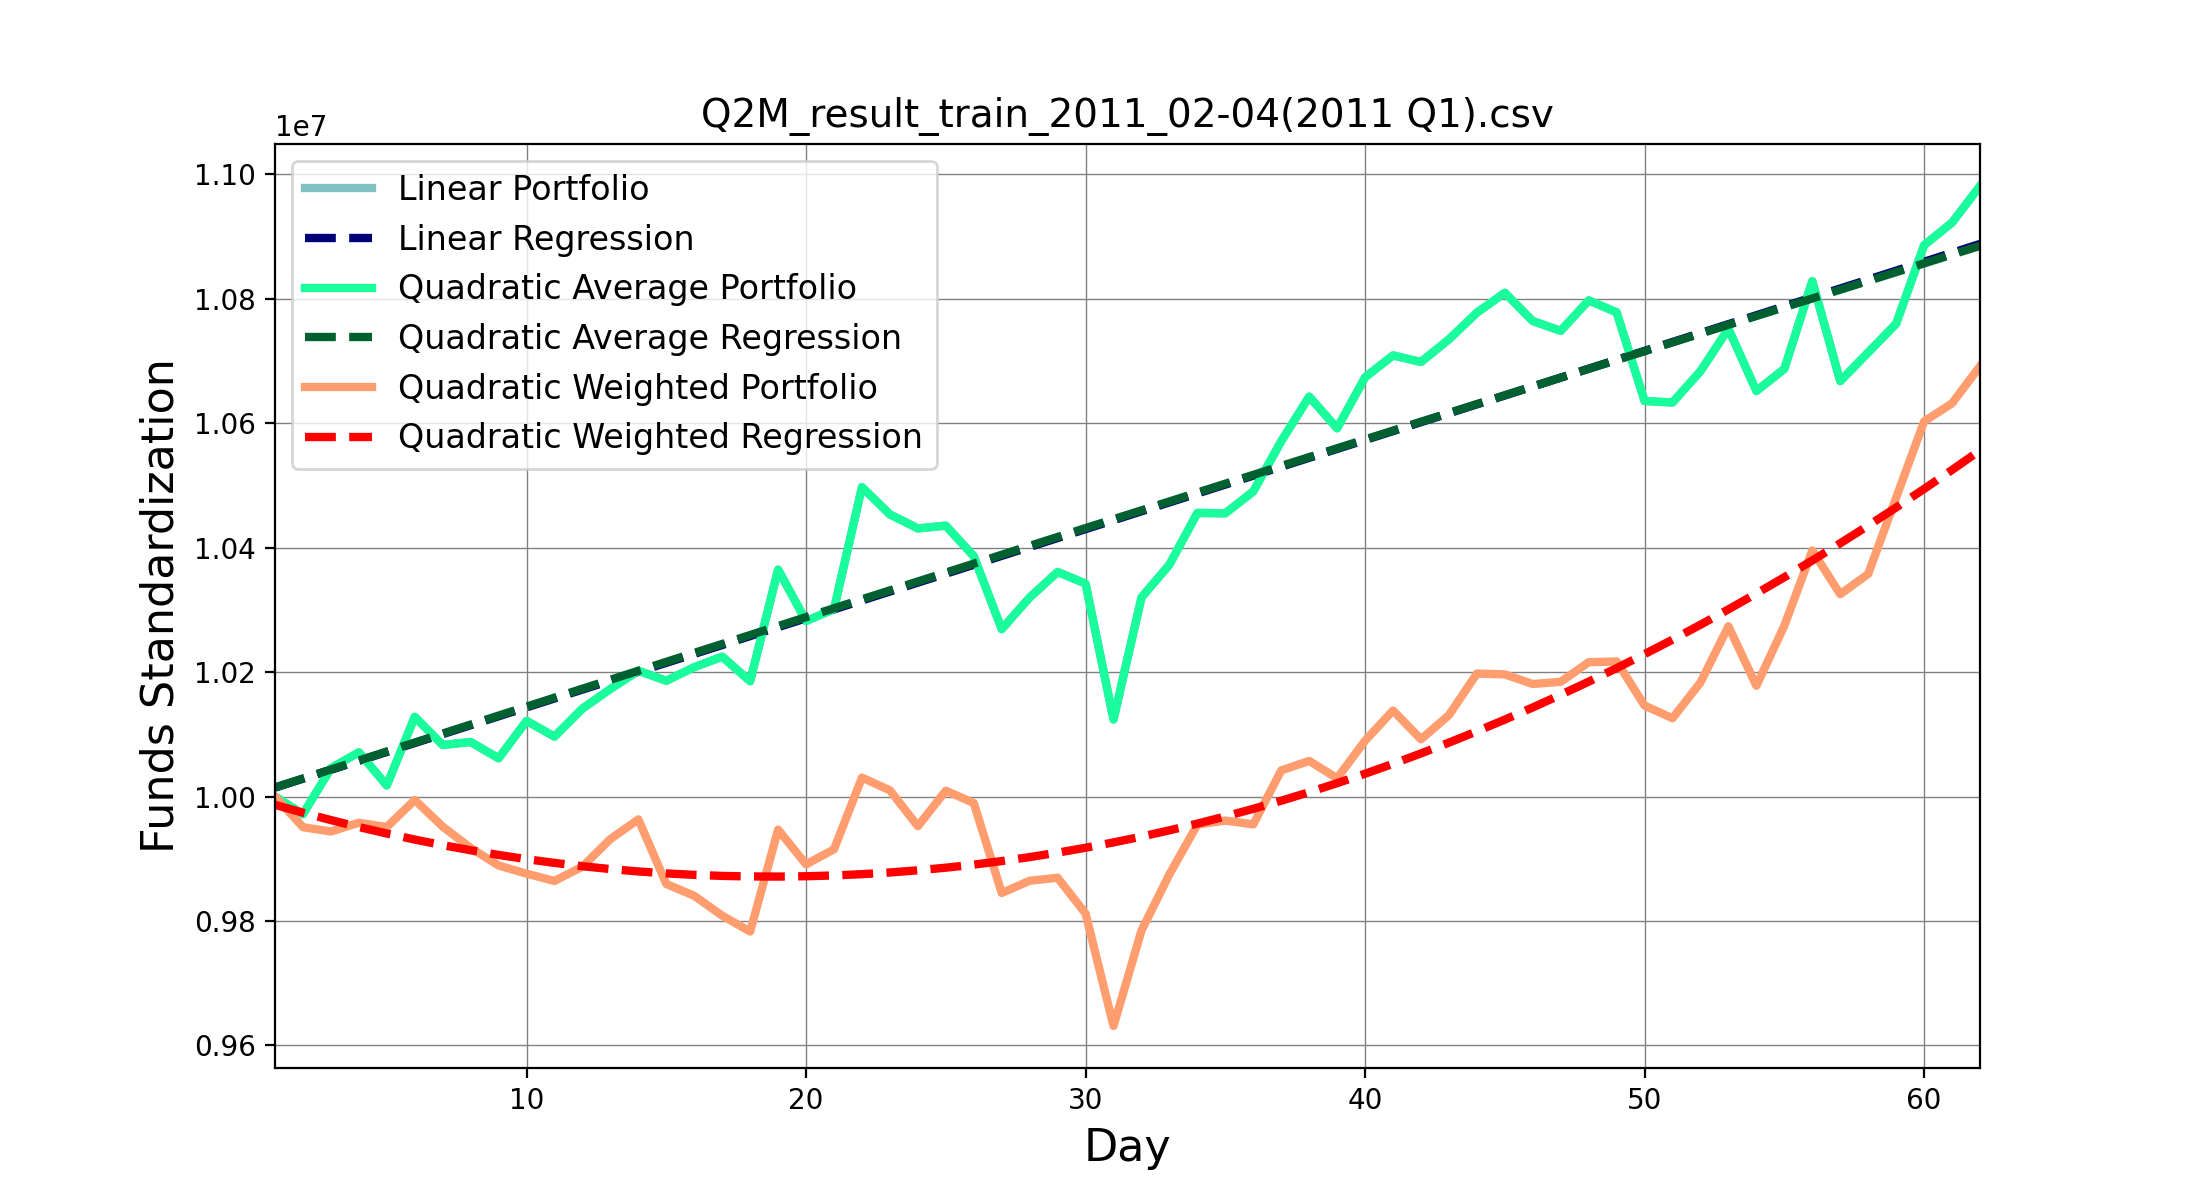 Q2M_result_train_2011_02-04(2011 Q1).csv
1e7
1.10
1.08
1.06
1.04
1.02
1.00
0.98
0.96
Funds Standardization
Linear Portfolio
Linear Regression
Quadratic Average Portfolio
Quadratic Average Regression
Quadratic Weighted Portfolio
Quadratic Weighted Regression
10 20 30 40 50 60
Day